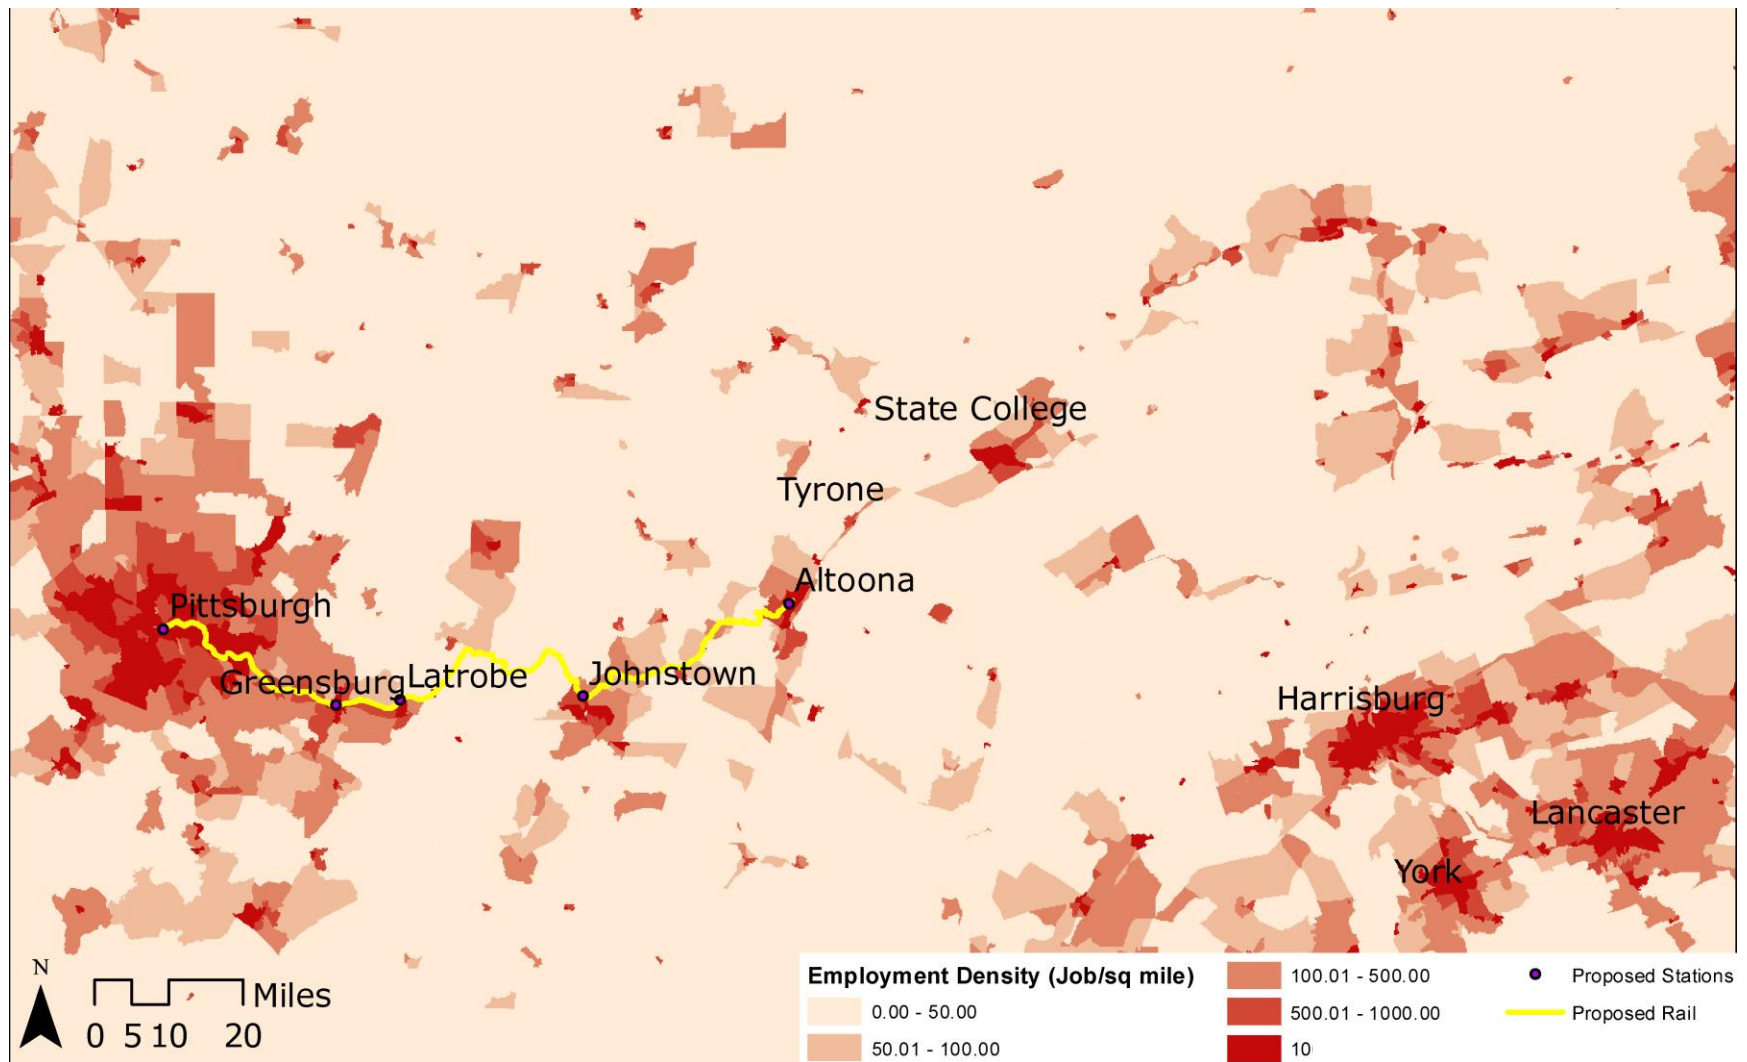 State College
Tyrone
Altoona
Pittsburgh
Greensburg
Latrobe
Johnstown
Harrisburg
Lancaster
York
N
Miles
0 5 10 20
Employment Density (Job/sq mile)
0.00 - 50.00
50.01 - 100.00
100.01 - 500.00
500.01 - 1000.00
10
Proposed Stations
Proposed Rail